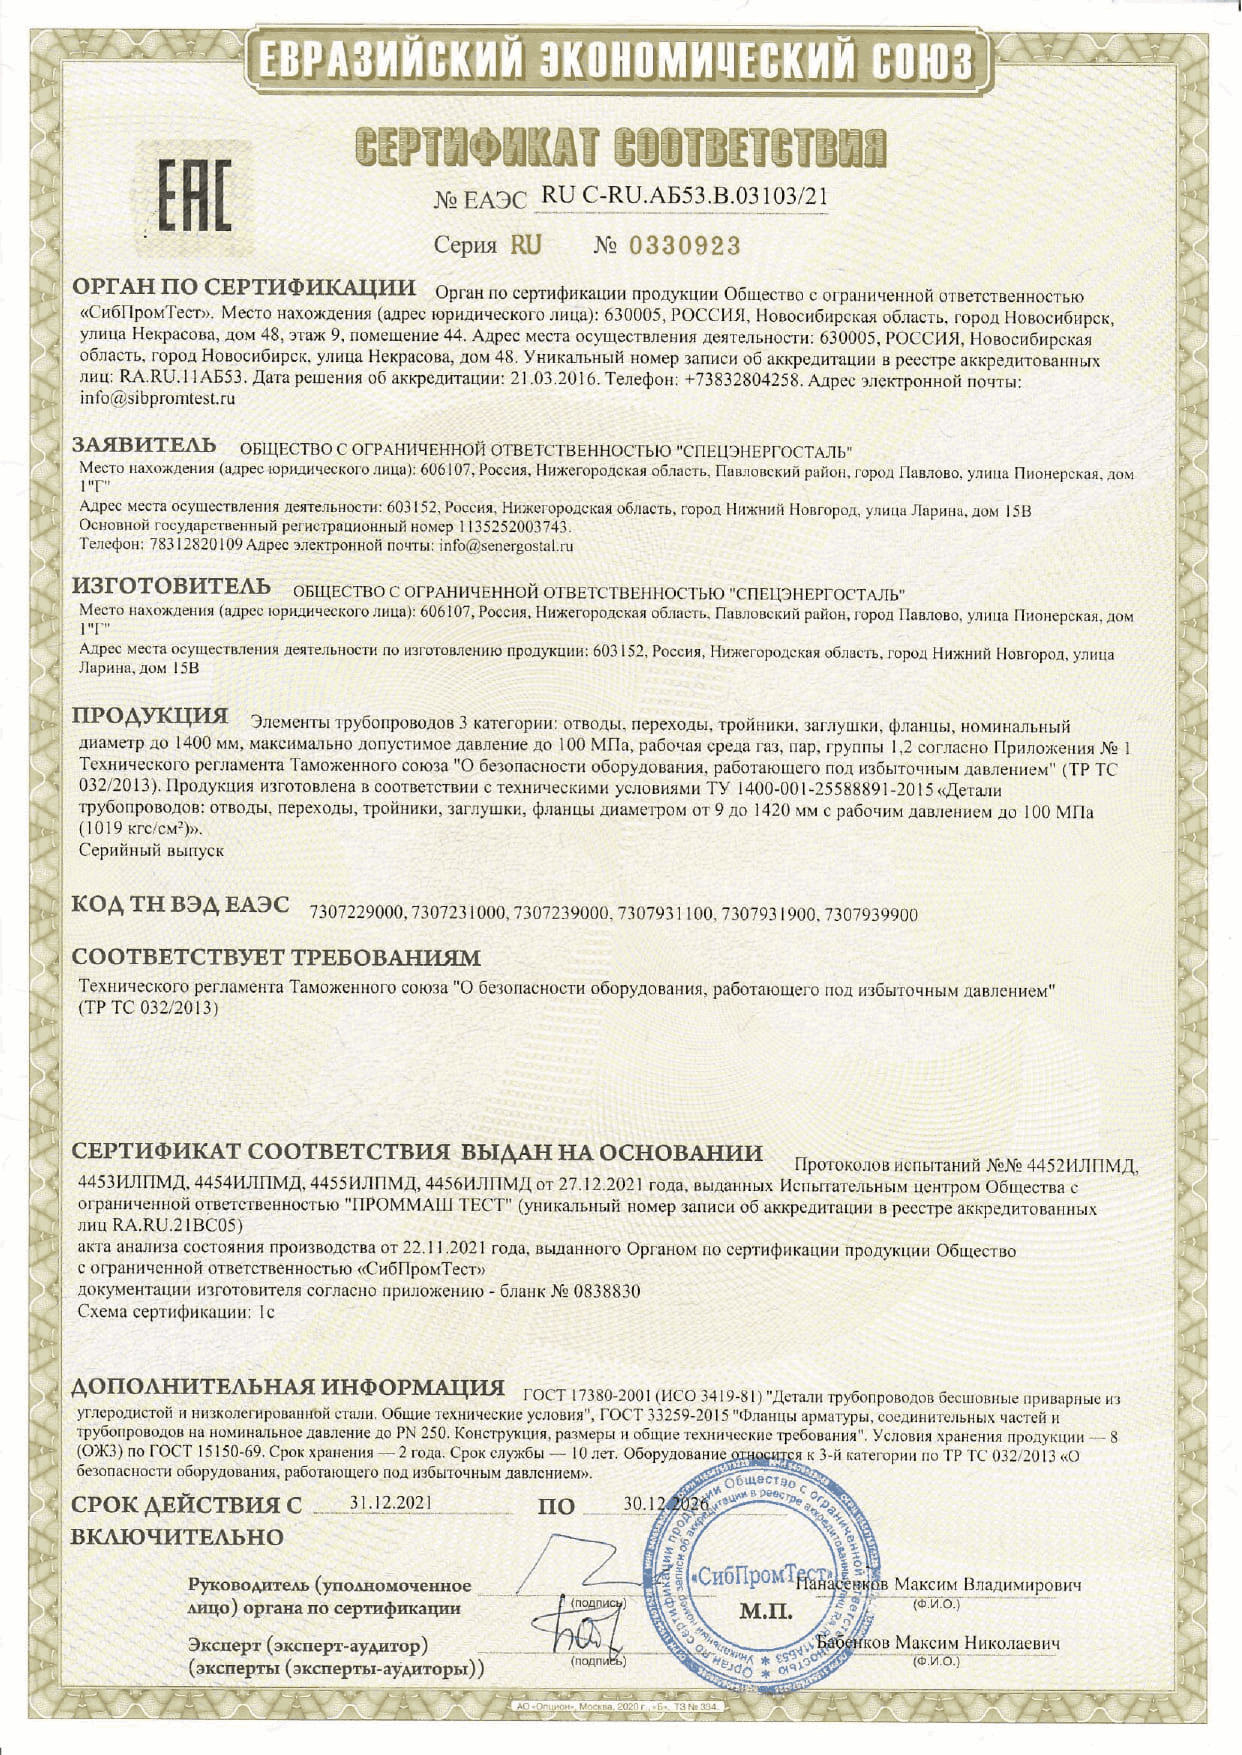 ЕВРАЗИЙСКИЙ ЭКОНОМИЧЕСКИЙ СОЮЗ
СЕРТИФИКАТ СООТВЕТСТВИЯ
ЕАС
№ ЕАЭС RU С-RU.АБ53.В.03103/21
Серия RU № 0330923
ОРГАН ПО СЕРТИФИКАЦИИ Орган по сертификации продукции Общество с ограниченной ответственностью
«СибПромТест». Место нахождения (адрес юридического лица): 630005, РОССИЯ, Новосибирская область, город Новосибирск,
улица Некрасова, дом 48, этаж 9, помещение 44. Адрес места осуществления деятельности: 630005, РОССИЯ, Новосибирская
область, город Новосибирск, улица Некрасова, дом 48. Уникальный номер записи об аккредитации в реестре аккредитованных
лиц: RA.RU.11АБ53. Дата решения об аккредитации: 21.03.2016. Телефон: +73832804258. Адрес электронной почты:
info@sibpromtest.ru
ЗАЯВИТЕЛЬ ОБЩЕСТВО С ОГРАНИЧЕННОЙ ОТВЕТСТВЕННОСТЬЮ "СПЕЦЭНЕРГОСТАЛЬ"
Место нахождения (адрес юридического лица): 606107, Россия, Нижегородская область, Павловский район, город Павлово, улица Пионерская, дом
1"Г"
Адрес места осуществления деятельности: 603152, Россия, Нижегородская область, город Нижний Новгород, улица Ларина, дом 15В
Основной государственный регистрационный номер 1135252003743.
Телефон: 78312820109 Адрес электронной почты: info@senergostal.ru
ИЗГОТОВИТЕЛЬ ОБЩЕСТВО С ОГРАНИЧЕННОЙ ОТВЕТСТВЕННОСТЬЮ "СПЕЦЭНЕРГОСТАЛЬ"
Место нахождения (адрес юридического лица): 606107, Россия, Нижегородская область, Павловский район, город Павлово, улица Пионерская, дом
1"Г"
Адрес места осуществления деятельности по изготовлению продукции: 603152, Россия, Нижегородская область, город Нижний Новгород, улица
Ларина, дом 15В
ПРОДУКЦИЯ Элементы трубопроводов 3 категории: отводы, переходы, тройники, заглушки, фланцы, номинальный
диаметр до 1400 мм, максимально допустимое давление до 100 МПа, рабочая среда газ, пар, группы 1,2 согласно Приложения № 1
Технического регламента Таможенного союза "О безопасности оборудования, работающего под избыточным давлением" (ТР ТС
032/2013). Продукция изготовлена в соответствии с техническими условиями ТУ 1400-001-25588891-2015 «Детали
трубопроводов: отводы, переходы, тройники, заглушки, фланцы диаметром от 9 до 1420 мм с рабочим давлением до 100 МПа
(1019 кгс/см²)».
Серийный выпуск
КОД ТН ВЭД ЕАЭС 7307229000, 7307231000, 7307239000, 7307931100, 7307931900, 7307939900
СООТВЕТСТВУЕТ ТРЕБОВАНИЯМ
Технического регламента Таможенного союза "О безопасности оборудования, работающего под избыточным давлением"
(ТР ТС 032/2013)
СЕРТИФИКАТ СООТВЕТСТВИЯ ВЫДАН НА ОСНОВАНИИ Протоколов испытаний №№ 4452ИЛПМД,
4453ИЛПМД, 4454ИЛПМД, 4455ИЛПМД, 4456ИЛПМД от 27.12.2021 года, выданных Испытательным центром Общества с
ограниченной ответственностью "ПРОММАШ ТЕСТ" (уникальный номер записи об аккредитации в реестре аккредитованных
лиц RA.RU.21ВС05)
акта анализа состояния производства от 22.11.2021 года, выданного Органом по сертификации продукции Общество
с ограниченной ответственностью «СибПромТест»
документации изготовителя согласно приложению - бланк № 0838830
Схема сертификации: 1с
ДОПОЛНИТЕЛЬНАЯ ИНФОРМАЦИЯ ГОСТ 17380-2001 (ИСО 3419-81) "Детали трубопроводов бесшовные приварные из
углеродистой и низколегированной стали. Общие технические условия", ГОСТ 33259-2015 "Фланцы арматуры, соединительных частей и
трубопроводов на номинальное давление до PN 250. Конструкция, размеры и общие технические требования". Условия хранения продукции — 8
(ОЖ3) по ГОСТ 15150-69. Срок хранения — 2 года. Срок службы — 10 лет. Оборудование относится к 3-й категории по ТР ТС 032/2013 «О
безопасности оборудования, работающего под избыточным давлением».
СРОК ДЕЙСТВИЯ С 31.12.2021 ПО 30.12.2026
ВКЛЮЧИТЕЛЬНО
Руководитель (уполномоченное
лицо) органа по сертификации
(подпись)
«СибПромТест»
М.П.
Панасенков Максим Владимирович
(Ф.И.О.)
Эксперт (эксперт-аудитор)
(эксперты (эксперты-аудиторы))
(подпись)
Бабенков Максим Николаевич
(Ф.И.О.)
АО «Опцион», Москва, 2020 г., «Б». ТЗ № 334.